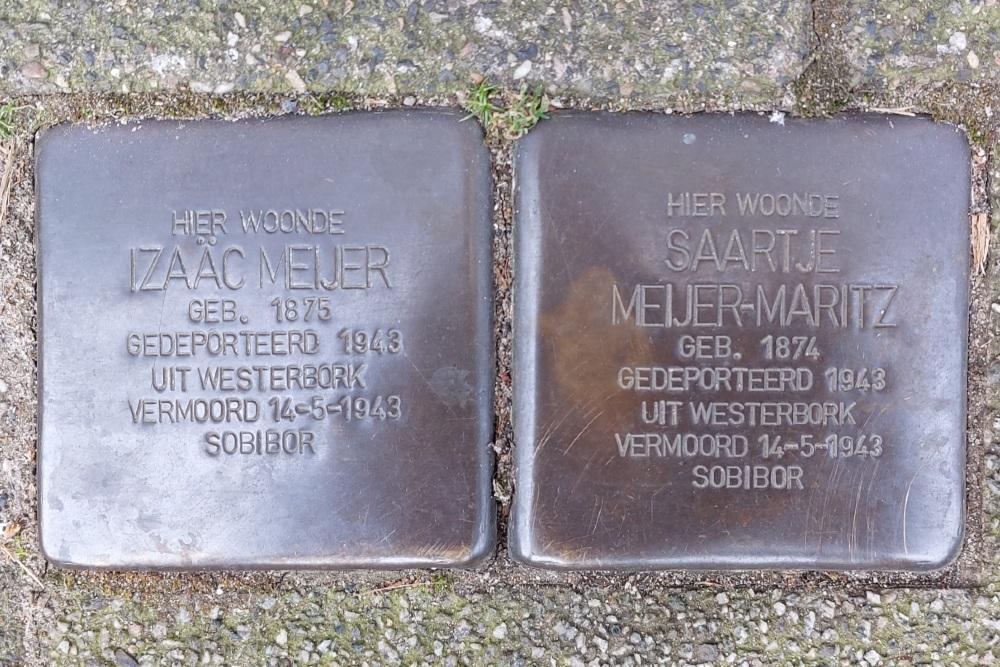 HIER WOONDE
IZAÄC MEIJER
GEB. 1875
GEDEPORTEERD 1943
UIT WESTERBORK
VERMOORD 14-5-1943
SOBIBOR
HIER WOONDE
SAARTJE
MEIJER-MARITZ
GEB. 1874
GEDEPORTEERD 1943
UIT WESTERBORK
VERMOORD 14-5-1943
SOBIBOR